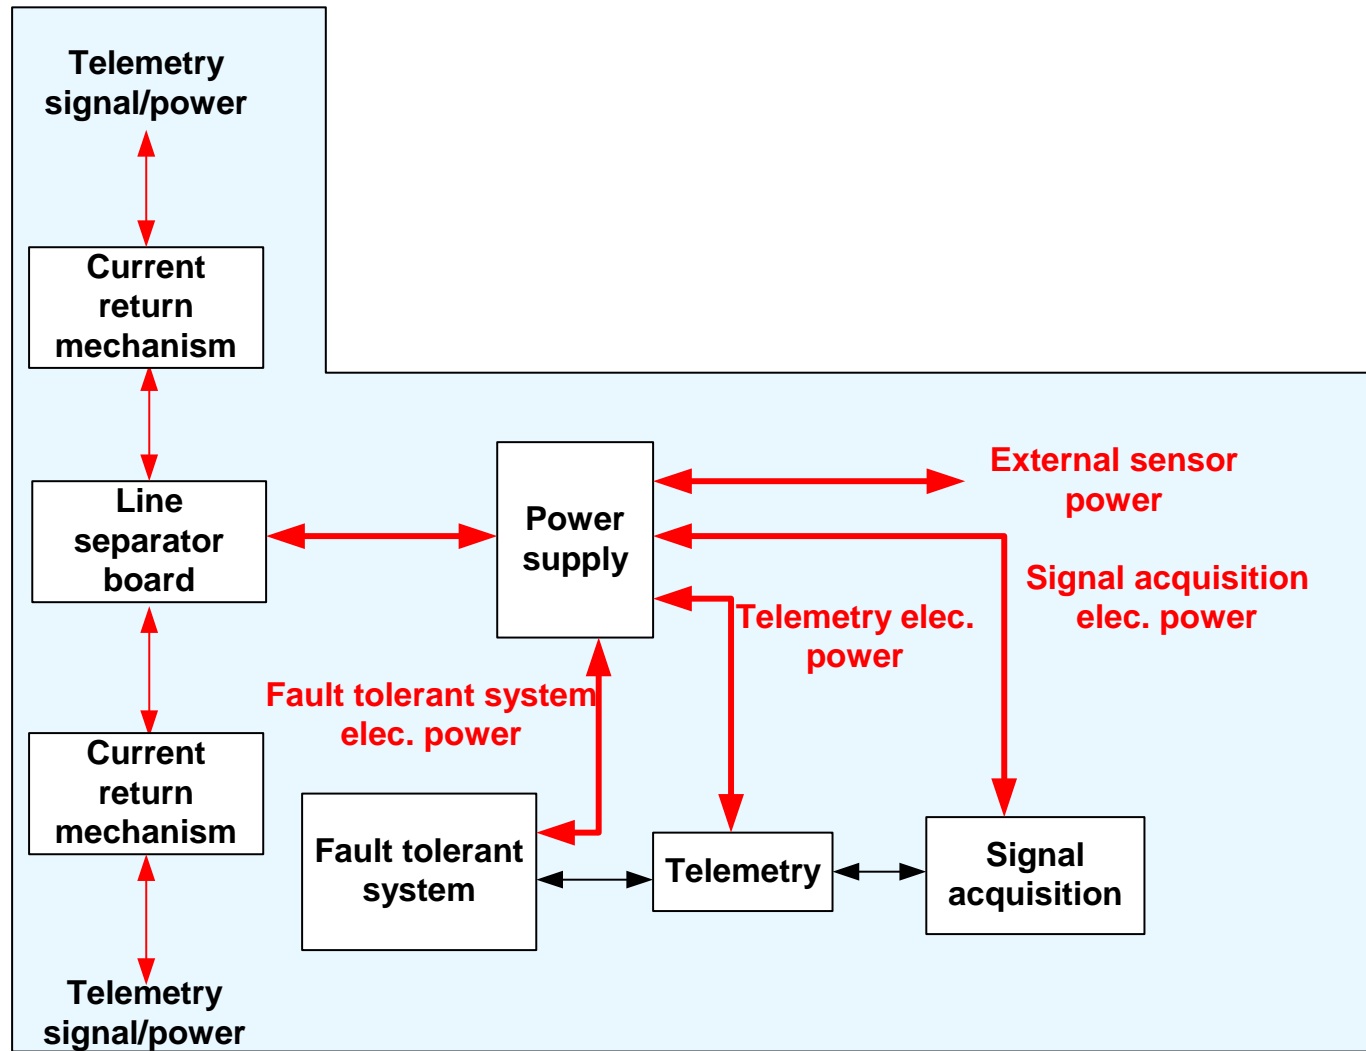 Telemetry
signal/power
Current
return
mechanism
Line
separator
board
Power
supply
External sensor
power
Signal acquisition
elec. power
Telemetry elec.
power
Fault tolerant system
elec. power
Current
return
mechanism
Fault tolerant
system
Telemetry
Signal
acquisition
Telemetry
signal/power